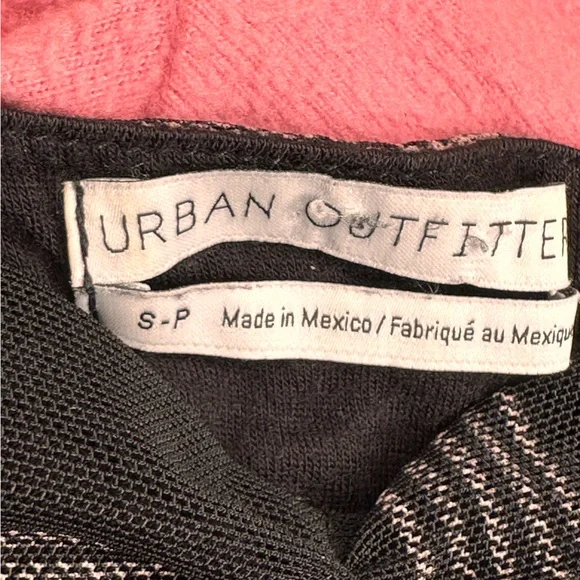 URBAN OUTFITTER
S-P Made in Mexico / Fabriqué au Mexiqu